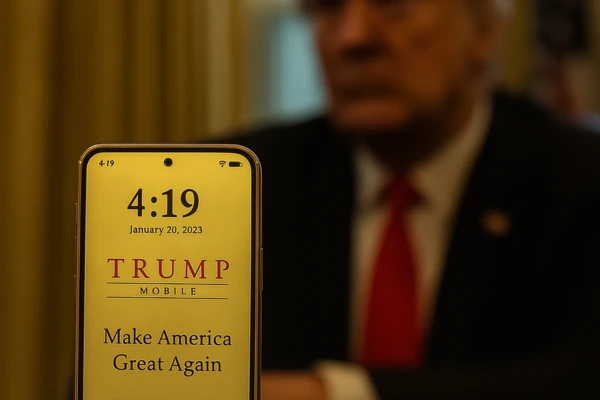 4:19
4:19
January 20, 2023
TRUMP
MOBILE
Make America
Great Again